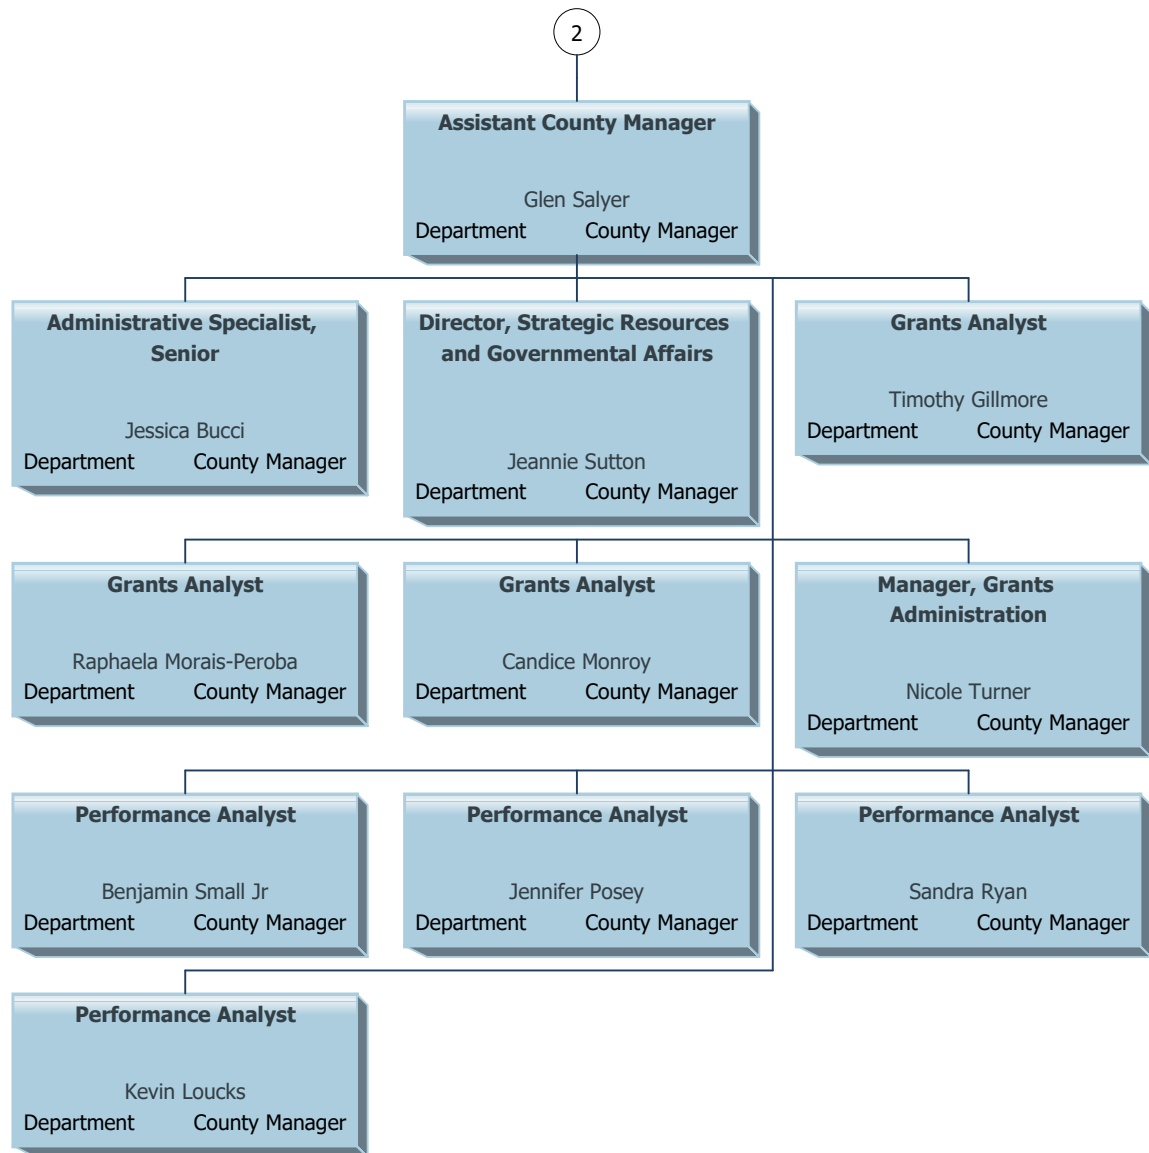 2
Assistant County Manager
Glen Salyer
Department County Manager
Administrative Specialist,
Senior
Jessica Bucci
Department County Manager
Director, Strategic Resources
and Governmental Affairs
Jeannie Sutton
Department County Manager
Grants Analyst
Timothy Gillmore
Department County Manager
Grants Analyst
Raphaela Morais-Peroba
Department County Manager
Grants Analyst
Candice Monroy
Department County Manager
Manager, Grants
Administration
Nicole Turner
Department County Manager
Performance Analyst
Benjamin Small Jr
Department County Manager
Performance Analyst
Jennifer Posey
Department County Manager
Performance Analyst
Sandra Ryan
Department County Manager
Performance Analyst
Kevin Loucks
Department County Manager